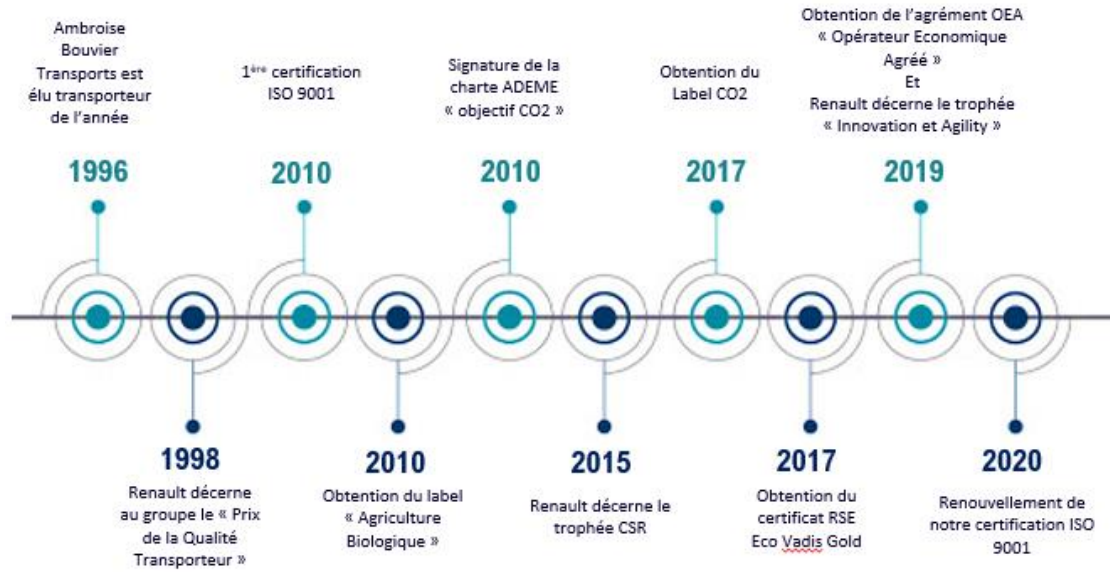 Ambroise
Bouvier
Transports est
élu transporteur
de l'année
1996
1ère certification
ISO 9001
2010
Signature de la
charte ADEME
« objectif CO2 »
2010
Obtention du
Label CO2
2017
Obtention de l'agrément OEA
« Opérateur Economique
Agréé »
Et
Renault décerne le trophée
« Innovation et Agility »
2019
1998
Renault décerne
au groupe le « Prix
de la Qualité
Transporteur »
2010
Obtention du label
« Agriculture
Biologique »
2015
Renault décerne le
trophée CSR
2017
Obtention du
certificat RSE
Eco Vadis Gold
2020
Renouvellement de
notre certification ISO
9001